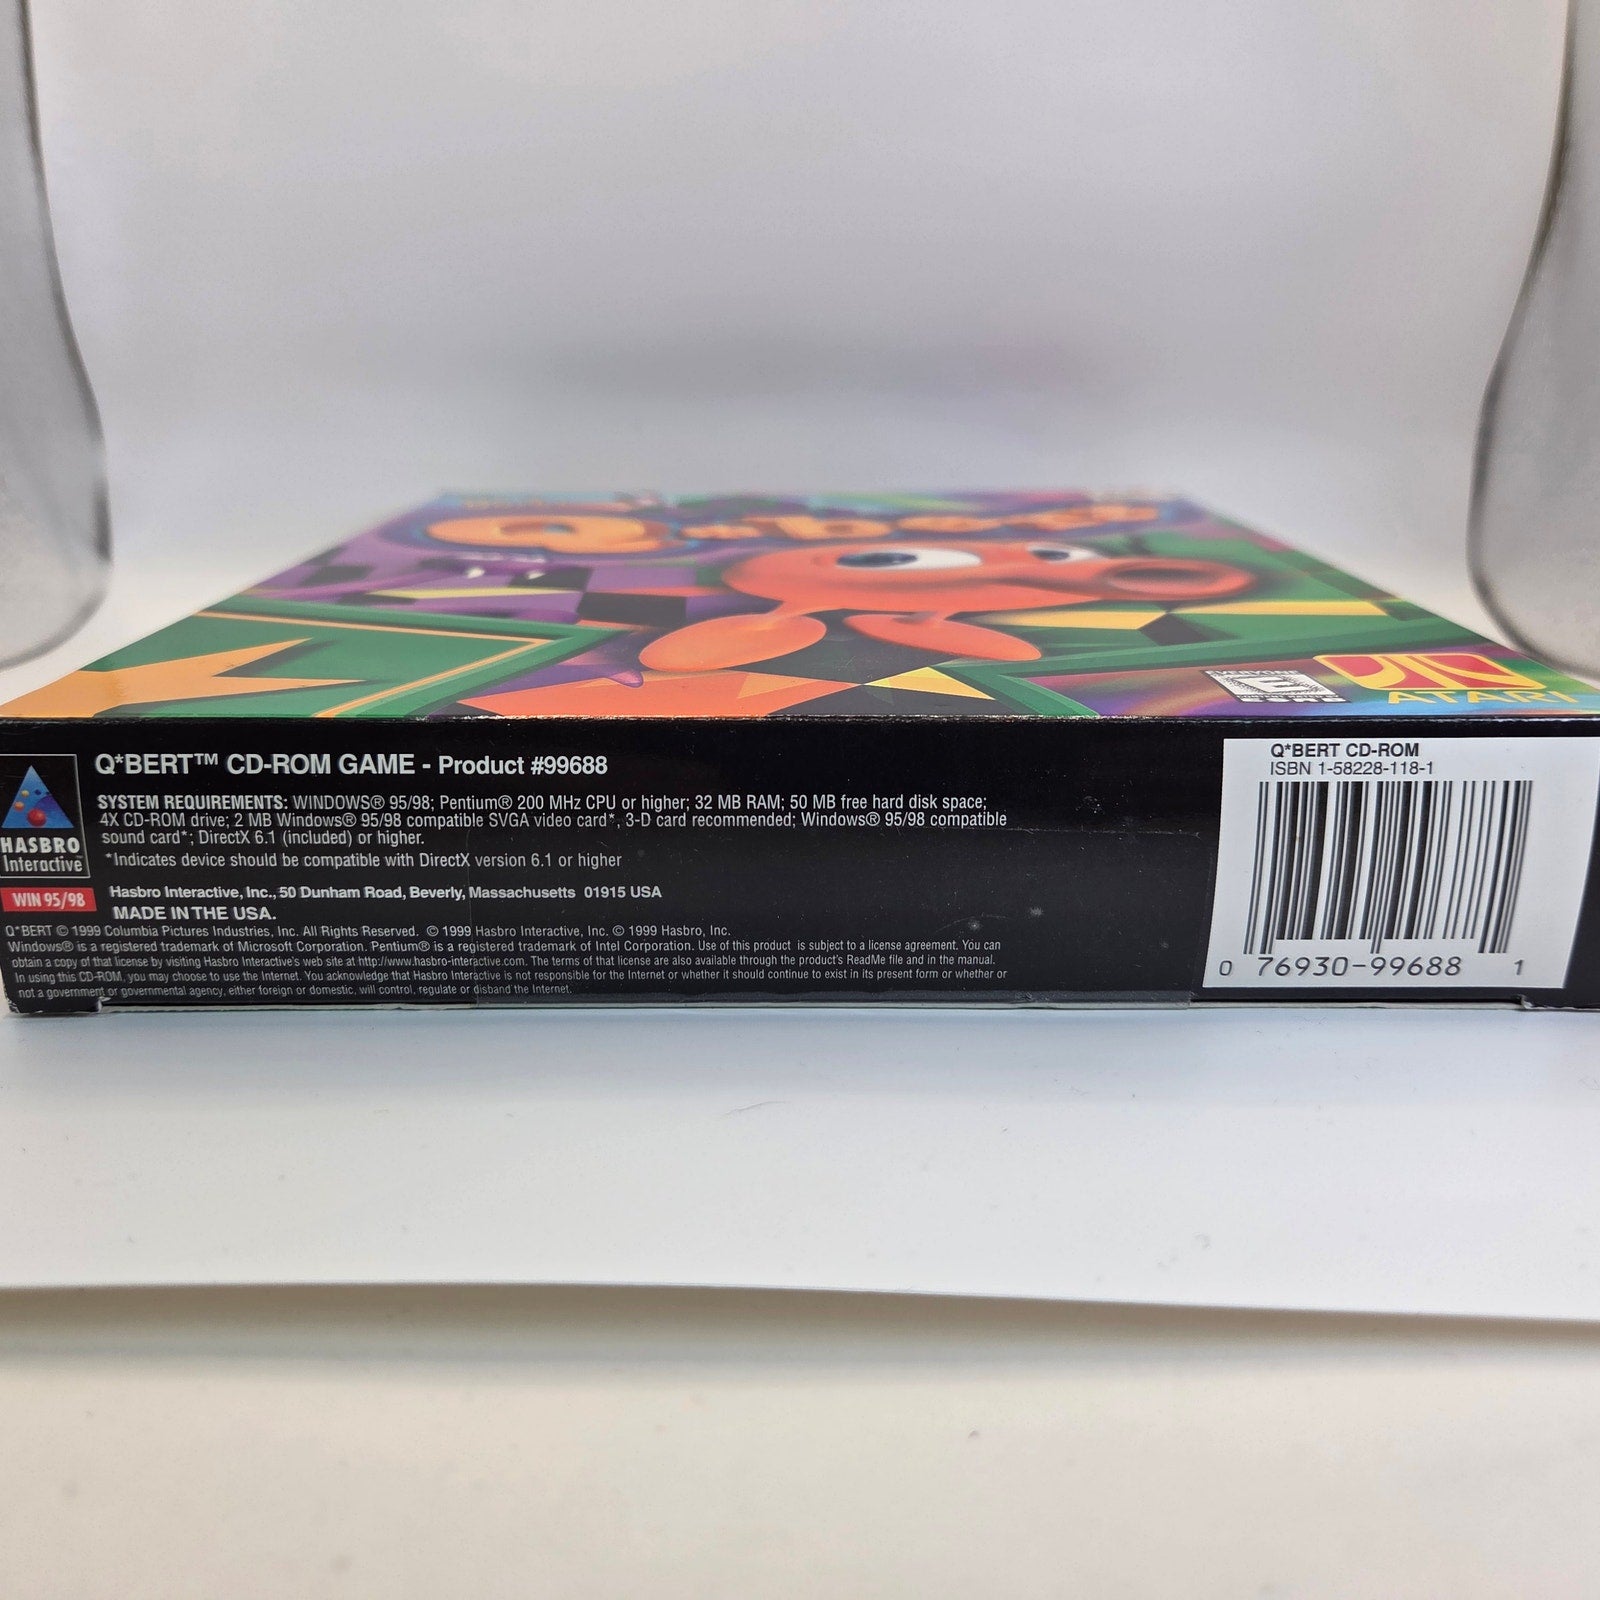 Q*bert
ATARI
HASBRO
Interactive
WIN 95/98
Q*BERT™ CD-ROM GAME - Product #99688
SYSTEM REQUIREMENTS: WINDOWS® 95/98; Pentium® 200 MHz CPU or higher; 32 MB RAM; 50 MB free hard disk space;
4X CD-ROM drive; 2 MB Windows® 95/98 compatible SVGA video card*, 3-D card recommended; Windows® 95/98 compatible
sound card*; DirectX 6.1 (included) or higher.
*Indicates device should be compatible with DirectX version 6.1 or higher
Hasbro Interactive, Inc., 50 Dunham Road, Beverly, Massachusetts 01915 USA
MADE IN THE USA.
Q*BERT © 1999 Columbia Pictures Industries, Inc. All Rights Reserved. © 1999 Hasbro Interactive, Inc. © 1999 Hasbro, Inc.
Windows® is a registered trademark of Microsoft Corporation. Pentium® is a registered trademark of Intel Corporation. Use of this product is subject to a license agreement. You can
obtain a copy of that license by visiting Hasbro Interactive's web site at http://www.hasbro-interactive.com. The terms of that license are also available through the product's ReadMe file and in the manual.
In using this CD-ROM, you may choose to use the Internet. You acknowledge that Hasbro Interactive is not responsible for the Internet or whether it should continue to exist in its present form or whether or
not a government or governmental agency, either foreign or domestic, will control, regulate or disband the Internet.
Q*BERT CD-ROM
ISBN 1-58228-118-1
0 76930-99688 1